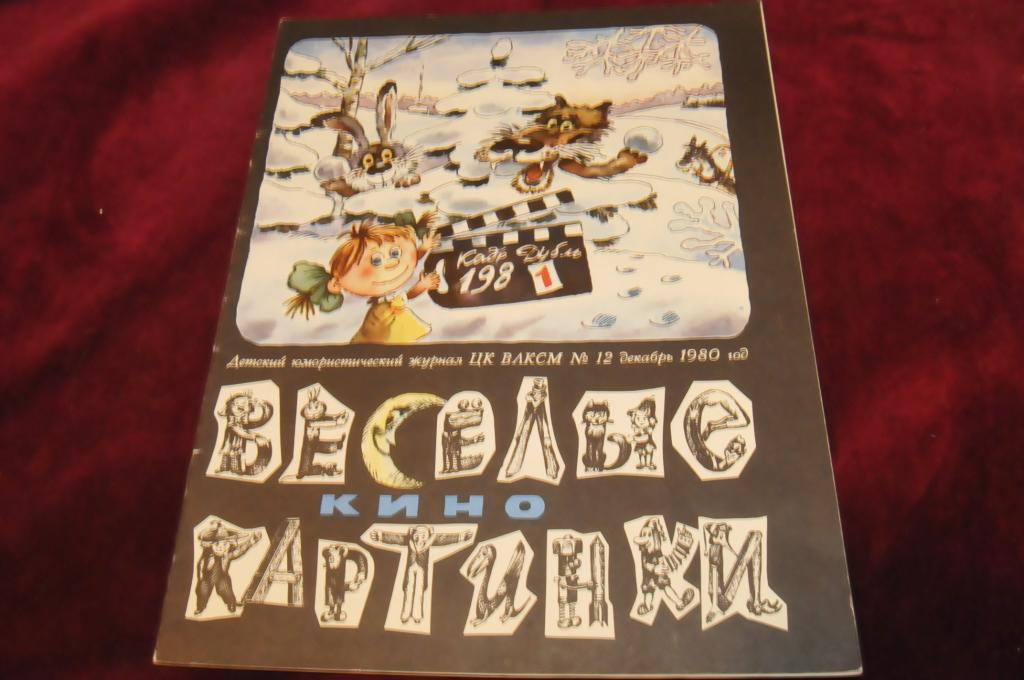 Кадр Дубль
198 1
Детский юмористический журнал ЦК ВЛКСМ № 12 декабрь 1980 год
ВЕСЁЛЫЕ
КИНО
КАРТИНКИ